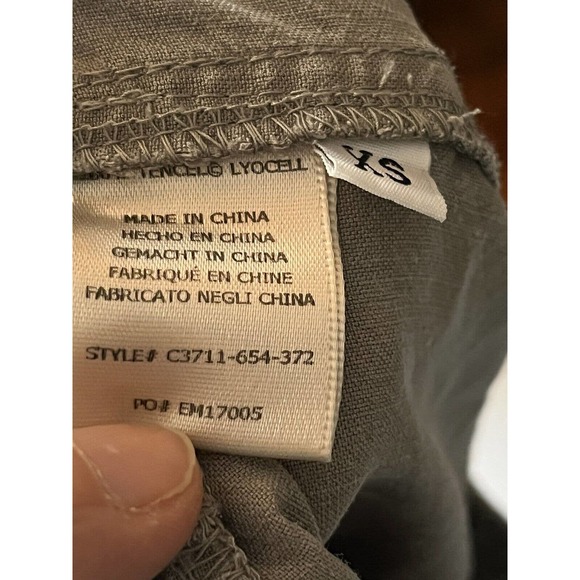 TENCEL© LYOCELL
XS
MADE IN CHINA
HECHO EN CHINA
GEMACHT IN CHINA
FABRIQUÉ EN CHINE
FABRICATO NEGLI CHINA
STYLE# C3711-654-372
PO# EM17005